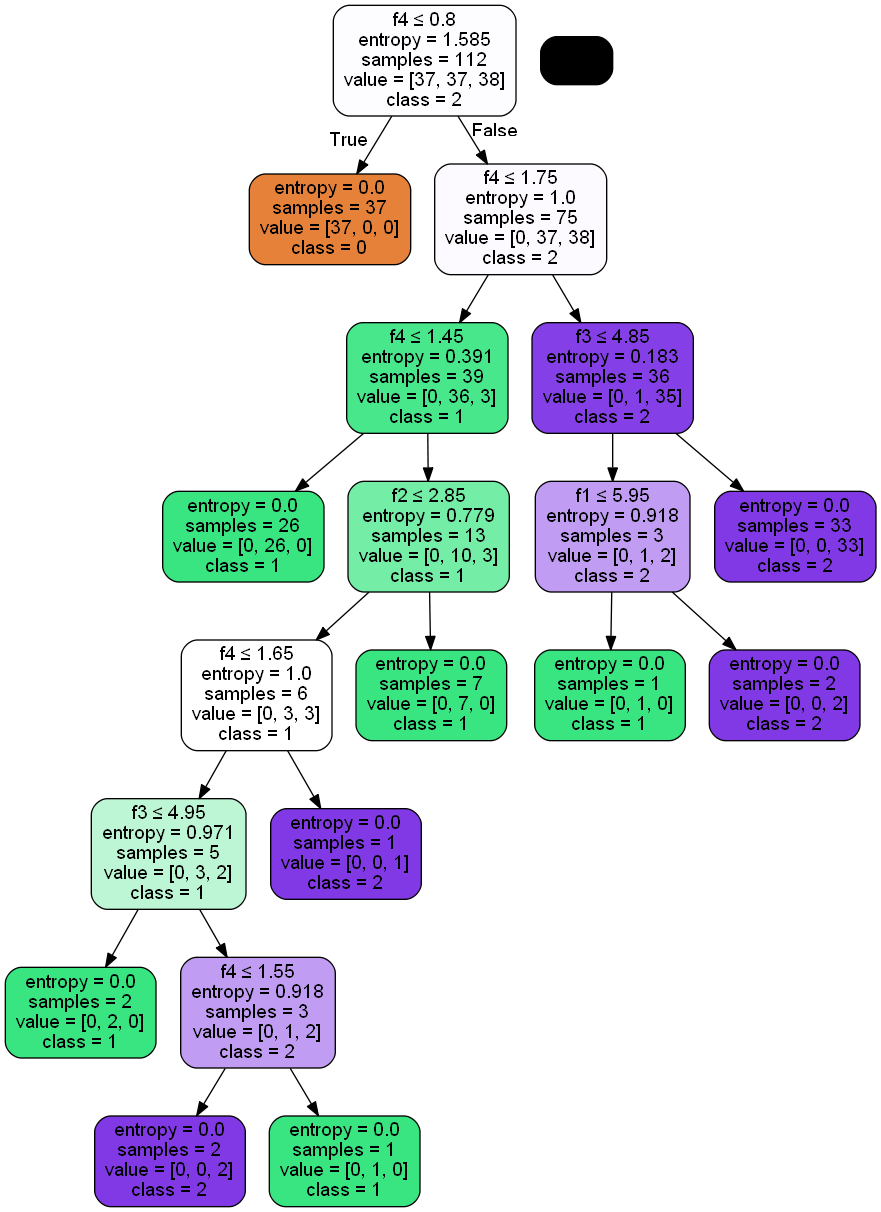 f4 ≤ 0.8
entropy = 1.585
samples = 112
value = [37, 37, 38]
class = 2
True
False
entropy = 0.0
samples = 37
value = [37, 0, 0]
class = 0
f4 ≤ 1.75
entropy = 1.0
samples = 75
value = [0, 37, 38]
class = 2
f4 ≤ 1.45
entropy = 0.391
samples = 39
value = [0, 36, 3]
class = 1
f3 ≤ 4.85
entropy = 0.183
samples = 36
value = [0, 1, 35]
class = 2
entropy = 0.0
samples = 26
value = [0, 26, 0]
class = 1
f2 ≤ 2.85
entropy = 0.779
samples = 13
value = [0, 10, 3]
class = 1
f1 ≤ 5.95
entropy = 0.918
samples = 3
value = [0, 1, 2]
class = 2
entropy = 0.0
samples = 33
value = [0, 0, 33]
class = 2
f4 ≤ 1.65
entropy = 1.0
samples = 6
value = [0, 3, 3]
class = 1
entropy = 0.0
samples = 7
value = [0, 7, 0]
class = 1
entropy = 0.0
samples = 1
value = [0, 1, 0]
class = 1
entropy = 0.0
samples = 2
value = [0, 0, 2]
class = 2
f3 ≤ 4.95
entropy = 0.971
samples = 5
value = [0, 3, 2]
class = 1
entropy = 0.0
samples = 1
value = [0, 0, 1]
class = 2
entropy = 0.0
samples = 2
value = [0, 2, 0]
class = 1
f4 ≤ 1.55
entropy = 0.918
samples = 3
value = [0, 1, 2]
class = 2
entropy = 0.0
samples = 2
value = [0, 0, 2]
class = 2
entropy = 0.0
samples = 1
value = [0, 1, 0]
class = 1